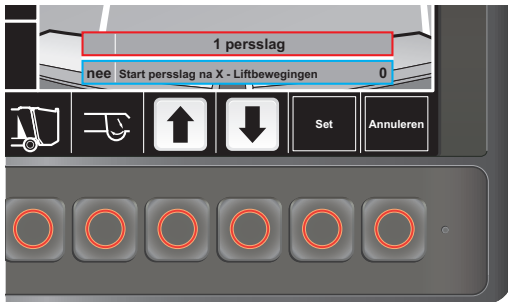 1 persslag
nee Start persslag na X - Liftbewegingen 0
Set Annuleren